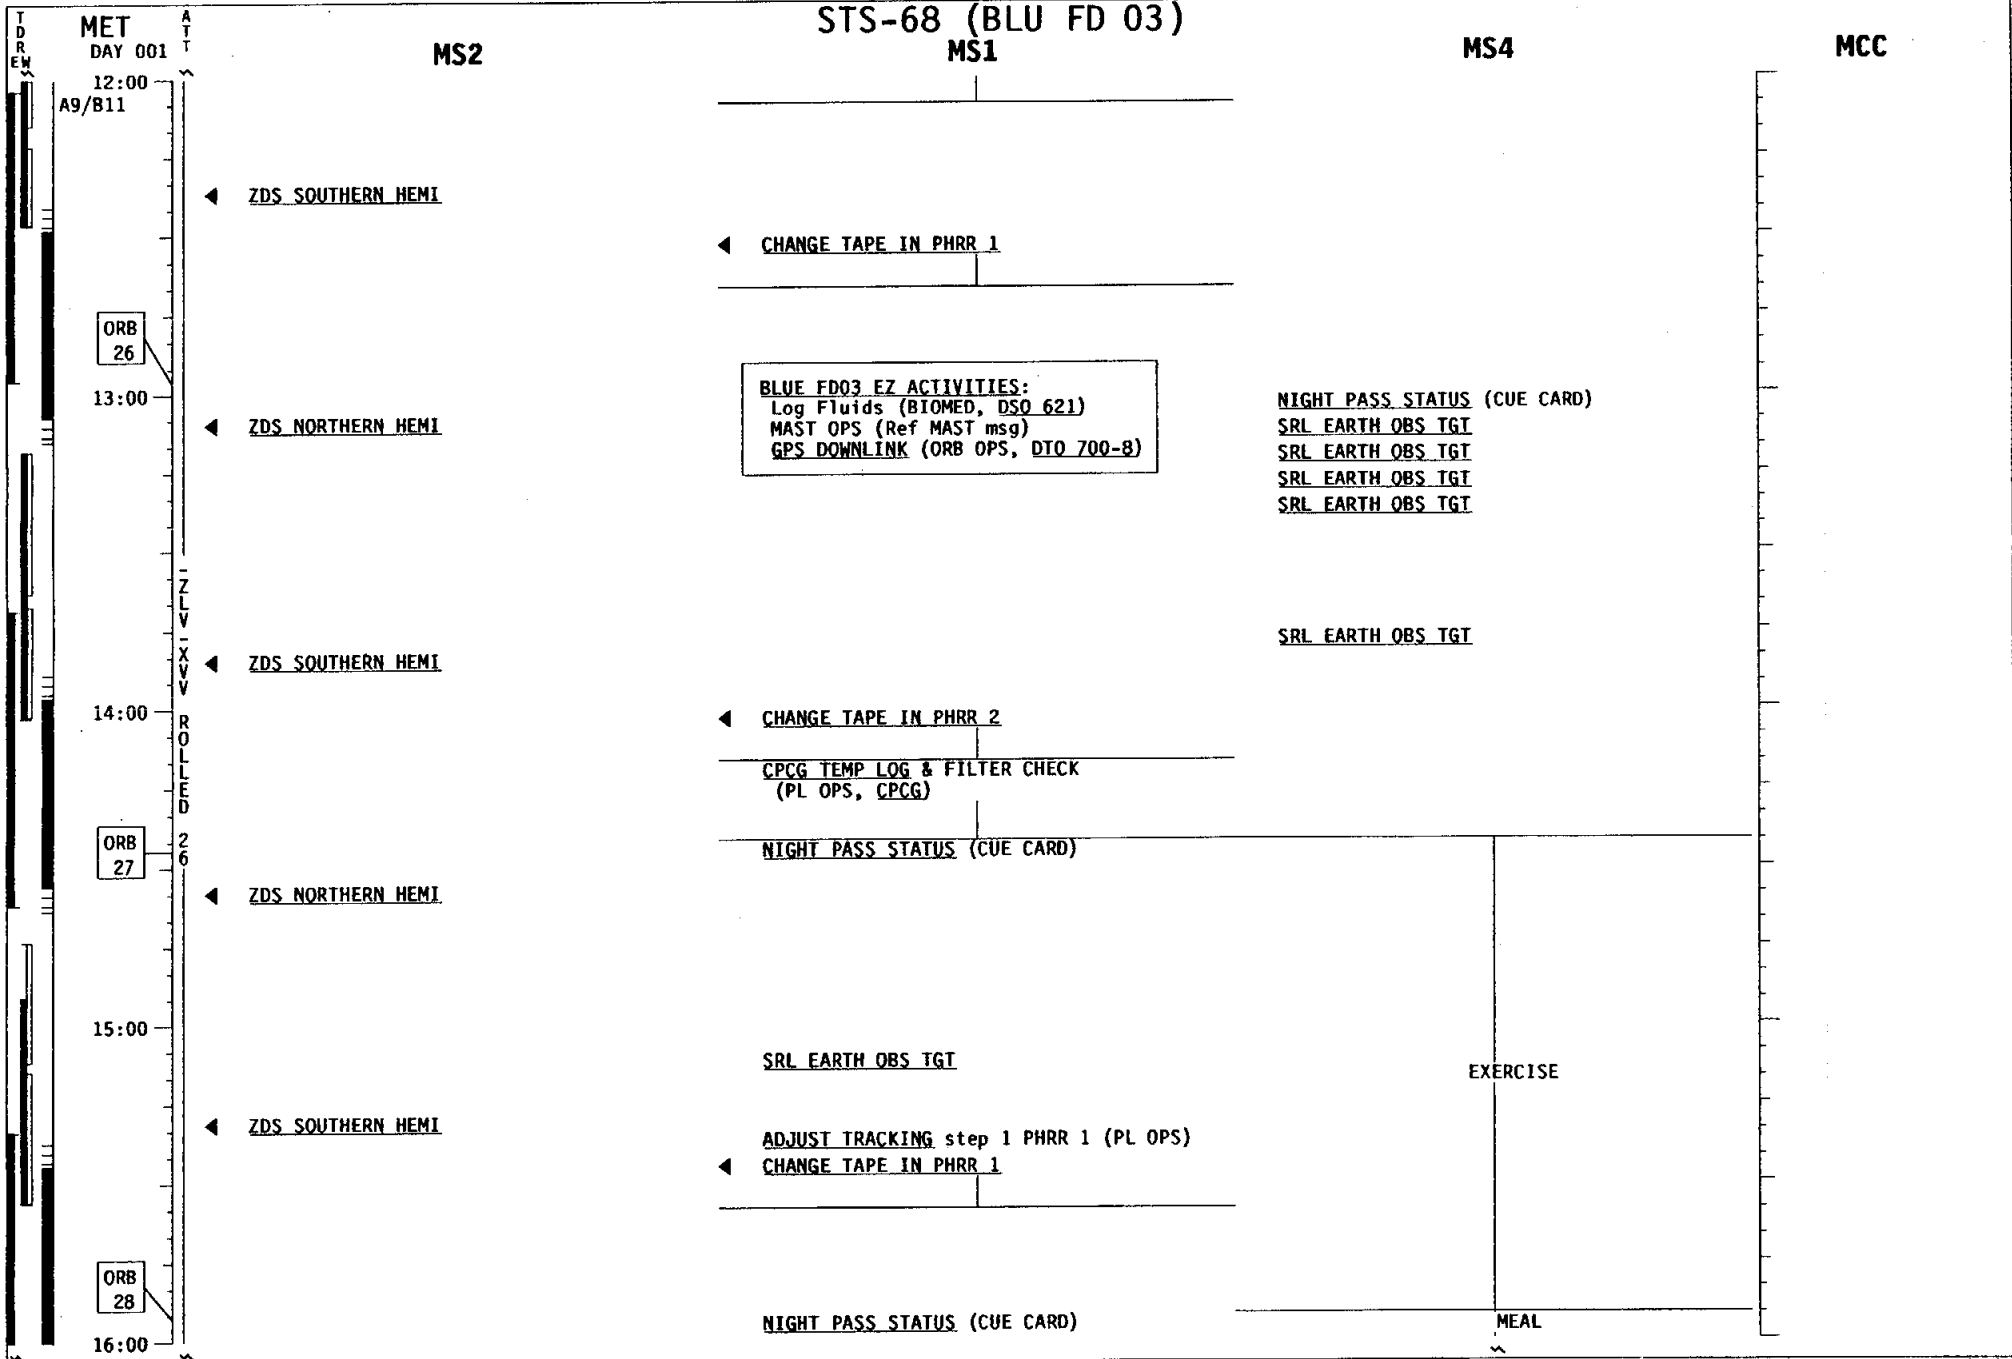 STS-68 (BLU FD 03)
TDRE W
MET
DAY 001
ATT
MS2
MS1
MS4
MCC
12:00
A9/B11
ZDS SOUTHERN HEMI
CHANGE TAPE IN PHRR 1
ORB
26
BLUE FD03 EZ ACTIVITIES:
Log Fluids (BIOMED, DSO 621)
MAST OPS (Ref MAST msg)
GPS DOWNLINK (ORB OPS, DTO 700-8)
13:00
NIGHT PASS STATUS (CUE CARD)
ZDS NORTHERN HEMI
SRL EARTH OBS TGT
SRL EARTH OBS TGT
SRL EARTH OBS TGT
SRL EARTH OBS TGT
-ZLV -XVV ROLLED 26
SRL EARTH OBS TGT
ZDS SOUTHERN HEMI
14:00
CHANGE TAPE IN PHRR 2
CPCG TEMP LOG & FILTER CHECK
(PL OPS, CPCG)
ORB
27
NIGHT PASS STATUS (CUE CARD)
ZDS NORTHERN HEMI
15:00
SRL EARTH OBS TGT
EXERCISE
ZDS SOUTHERN HEMI
ADJUST TRACKING step 1 PHRR 1 (PL OPS)
CHANGE TAPE IN PHRR 1
ORB
28
NIGHT PASS STATUS (CUE CARD)
MEAL
16:00